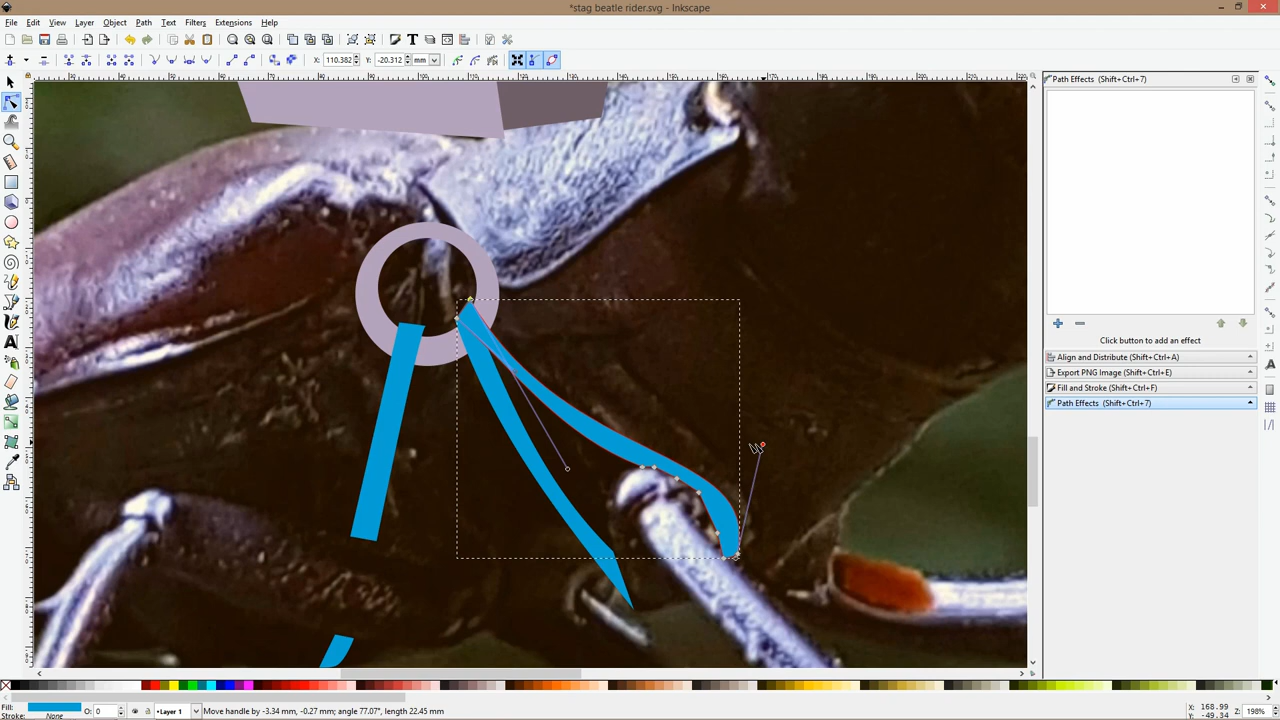 *stag beatle rider.svg - Inkscape
File Edit View Layer Object Path Text Filters Extensions Help
X: 110.382 Y: -20.312 mm
Path Effects (Shift+Ctrl+7)
Click button to add an effect
Align and Distribute (Shift+Ctrl+A)
Export PNG Image (Shift+Ctrl+E)
Fill and Stroke (Shift+Ctrl+F)
Path Effects (Shift+Ctrl+7)
Fill:
Stroke: None
O: 0
Layer 1
Move handle by -3.34 mm, -0.27 mm; angle 77.07°, length 22.45 mm
X: 168.99
Y: -49.34
Z: 198%